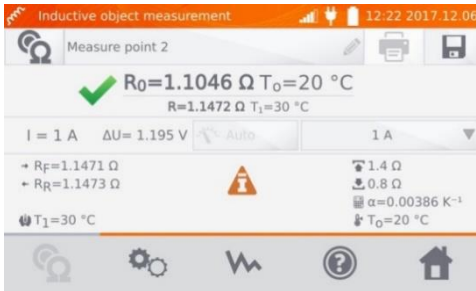 Inductive object measurement 12:22 2017.12.06
Measure point 2
R0=1.1046 Ω To=20 °C
R=1.1472 Ω T1=30 °C
I = 1 A ΔU= 1.195 V Auto 1 A
→ RF=1.1471 Ω 1.4 Ω
← RR=1.1473 Ω 0.8 Ω
α=0.00386 K⁻¹
T1=30 °C To=20 °C